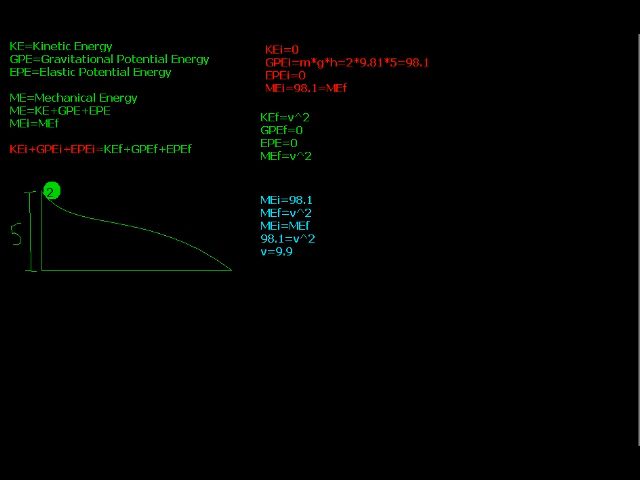 KE=Kinetic Energy
GPE=Gravitational Potential Energy
EPE=Elastic Potential Energy
ME=Mechanical Energy
ME=KE+GPE+EPE
MEi=MEf
KEi+GPEi+EPEi=KEf+GPEf+EPEf
2
5
KEi=0
GPEi=m*g*h=2*9.81*5=98.1
EPEi=0
MEi=98.1=MEf
KEf=v^2
GPEf=0
EPE=0
MEf=v^2
MEi=98.1
MEf=v^2
MEi=MEf
98.1=v^2
v=9.9